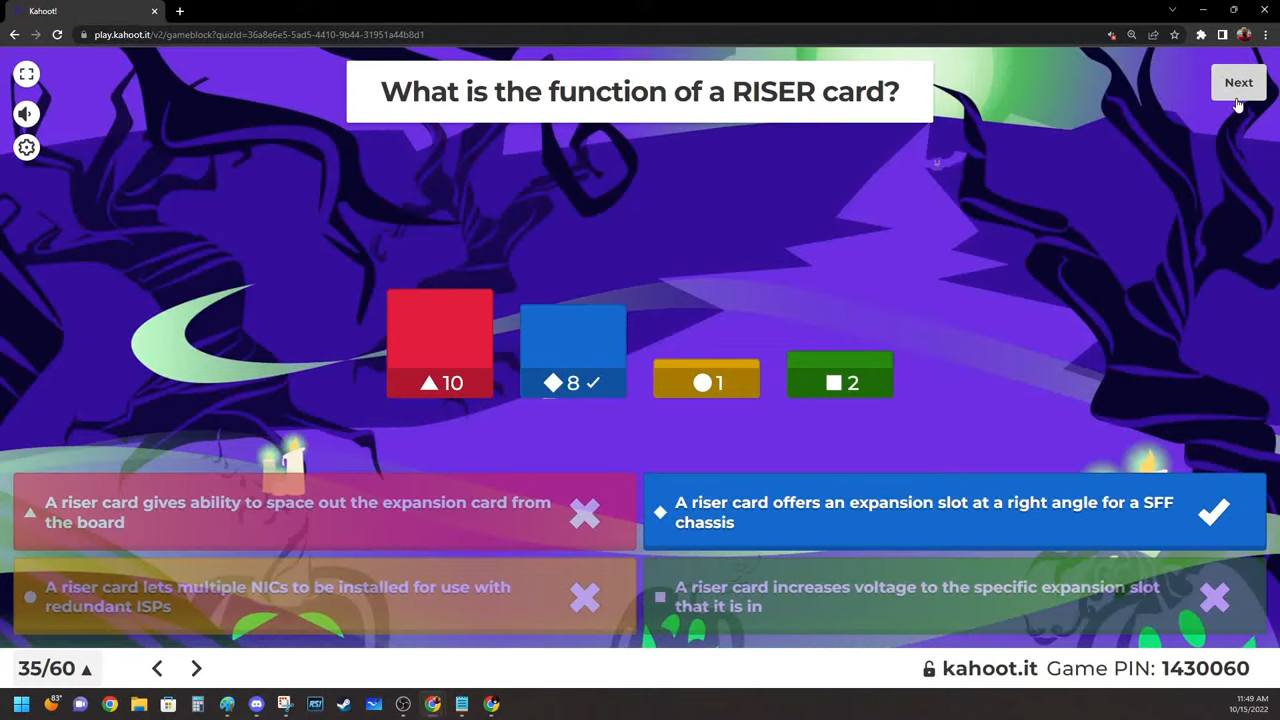 Kahoot!
play.kahoot.it/v2/gameblock?quizId=36a8e6e5-5ad5-4410-9b44-31951a44b8d1
What is the function of a RISER card?
Next
10
8
1
2
A riser card gives ability to space out the expansion card from
the board
A riser card offers an expansion slot at a right angle for a SFF
chassis
A riser card lets multiple NICs to be installed for use with
redundant ISPs
A riser card increases voltage to the specific expansion slot
that it is in
35/60
kahoot.it Game PIN: 1430060
83°
RSI
11:49 AM
10/15/2022